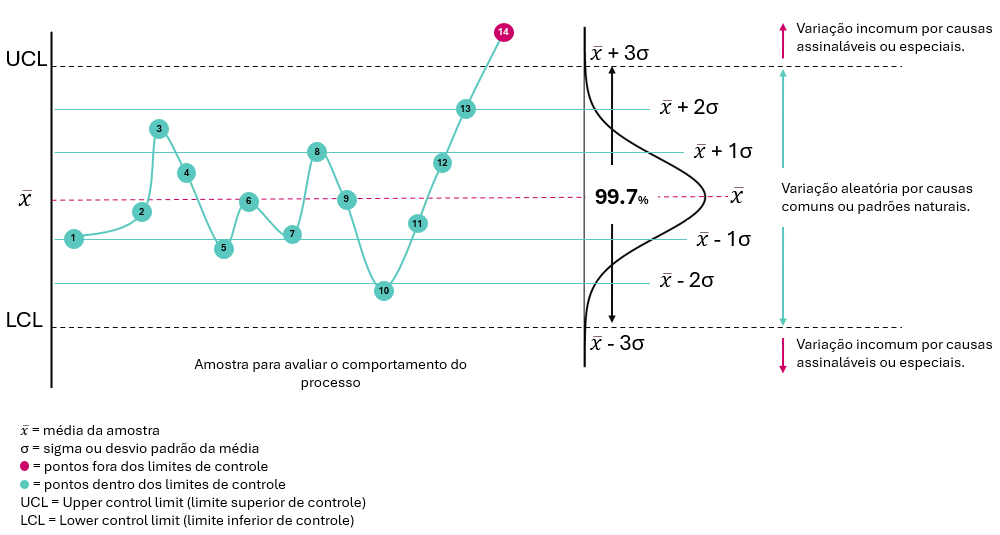 UCL
x̄
LCL
1
2
3
4
5
6
7
8
9
10
11
12
13
14
Amostra para avaliar o comportamento do
processo
x̄ + 3σ
x̄ + 2σ
x̄ + 1σ
99.7%
x̄
x̄ - 1σ
x̄ - 2σ
x̄ - 3σ
Variação incomum por causas
assinaláveis ou especiais.
Variação aleatória por causas
comuns ou padrões naturais.
Variação incomum por causas
assinaláveis ou especiais.
x̄ = média da amostra
σ = sigma ou desvio padrão da média
= pontos fora dos limites de controle
= pontos dentro dos limites de controle
UCL = Upper control limit (limite superior de controle)
LCL = Lower control limit (limite inferior de controle)